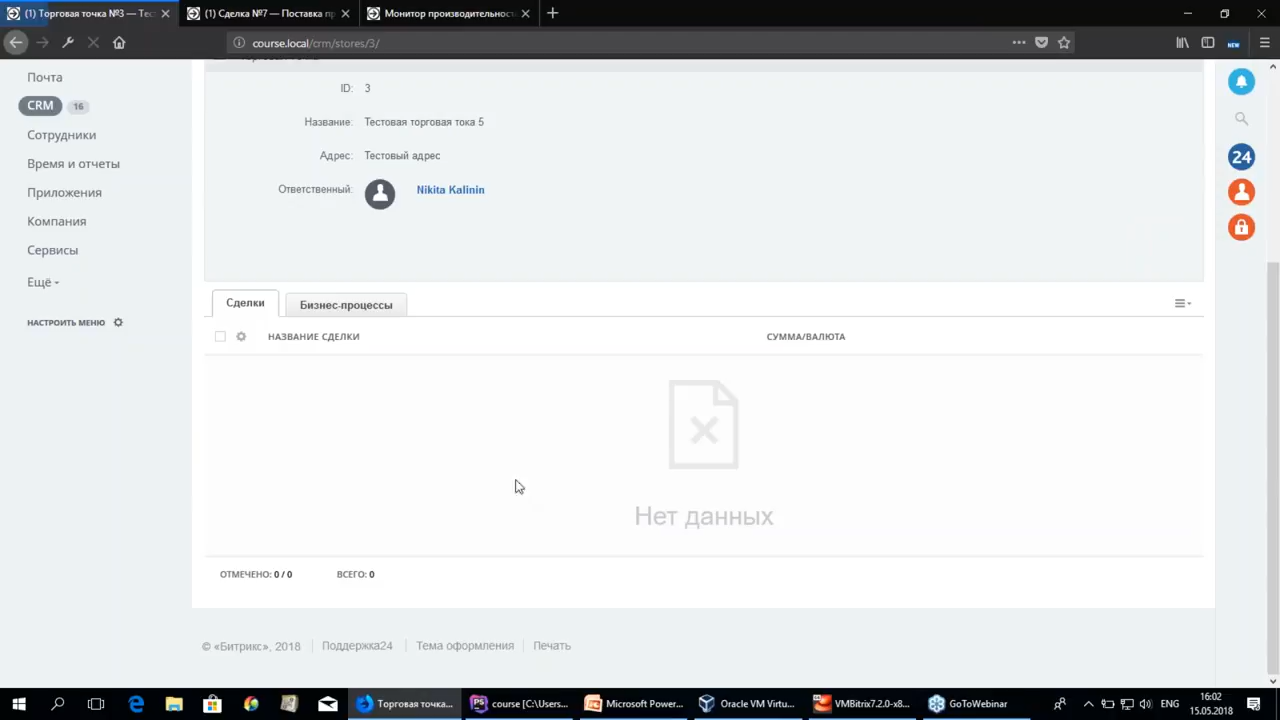 (1) Торговая точка №3 — Тест
(1) Сделка №7 — Поставка пр
Монитор производительност
course.local/crm/stores/3/
NEW
Почта
CRM 16
Сотрудники
Время и отчеты
Приложения
Компания
Сервисы
Ещё
НАСТРОИТЬ МЕНЮ
ID: 3
Название: Тестовая торговая тока 5
Адрес: Тестовый адрес
Ответственный: Nikita Kalinin
24
Сделки
Бизнес-процессы
НАЗВАНИЕ СДЕЛКИ
СУММА/ВАЛЮТА
Нет данных
ОТМЕЧЕНО: 0 / 0
ВСЕГО: 0
© «Битрикс», 2018
Поддержка24
Тема оформления
Печать
Торговая точка...
PS
course [C:\Users...
Microsoft Power...
Oracle VM Virtu...
VMBitrix7.2.0-x8...
GoToWebinar
ENG
16:02
15.05.2018